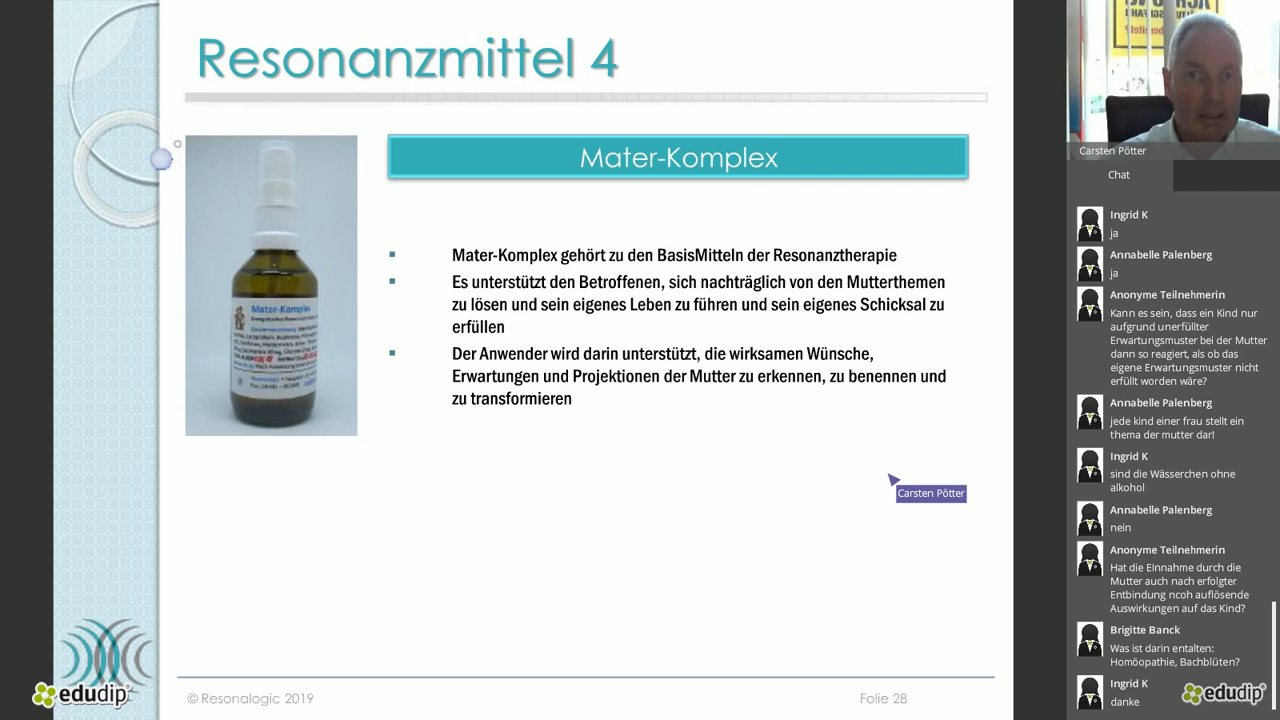 Resonanzmittel 4
Mater-Komplex
Mater-Komplex gehört zu den BasisMitteln der Resonanztherapie
Es unterstützt den Betroffenen, sich nachträglich von den Mutterthemen
zu lösen und sein eigenes Leben zu führen und sein eigenes Schicksal zu
erfüllen
Der Anwender wird darin unterstützt, die wirksamen Wünsche,
Erwartungen und Projektionen der Mutter zu erkennen, zu benennen und
zu transformieren
Mater-Komplex
Carsten Pötter
© Resonalogic 2019
Folie 28
edudip
Carsten Pötter
Chat
Ingrid K
ja
Annabelle Palenberg
ja
Anonyme Teilnehmerin
Kann es sein, dass ein Kind nur
aufgrund unerfüllter
Erwartungsmuster bei der Mutter
dann so reagiert, als ob das
eigene Erwartungsmuster nicht
erfüllt worden wäre?
Annabelle Palenberg
jede kind einer frau stellt ein
thema der mutter dar!
Ingrid K
sind die Wässerchen ohne
alkohol
Annabelle Palenberg
nein
Anonyme Teilnehmerin
Hat die EInnahme durch die
Mutter auch nach erfolgter
Entbindung ncoh auflösende
Auswirkungen auf das Kind?
Brigitte Banck
Was ist darin entalten:
Homöopathie, Bachblüten?
Ingrid K
danke
edudip